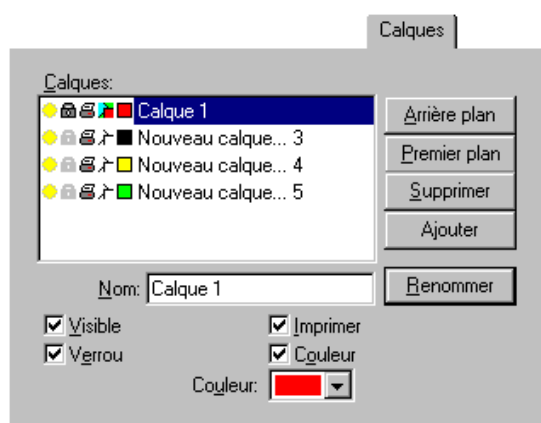 Calques
Calques:
Calque 1
Nouveau calque... 3
Nouveau calque... 4
Nouveau calque... 5
Arrière plan
Premier plan
Supprimer
Ajouter
Nom: Calque 1
Renommer
Visible
Imprimer
Verrou
Couleur
Couleur: